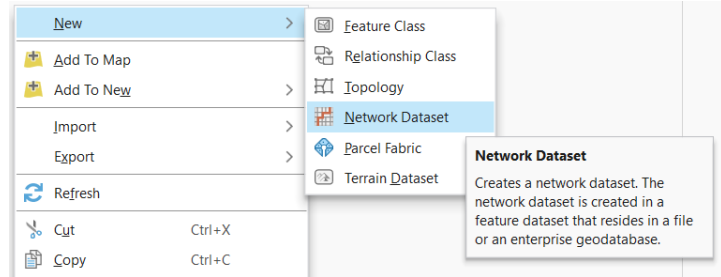 New
Add To Map
Add To New
Import
Export
Refresh
Cut Ctrl+X
Copy Ctrl+C
Feature Class
Relationship Class
Topology
Network Dataset
Parcel Fabric
Terrain Dataset
Network Dataset
Creates a network dataset. The
network dataset is created in a
feature dataset that resides in a file
or an enterprise geodatabase.